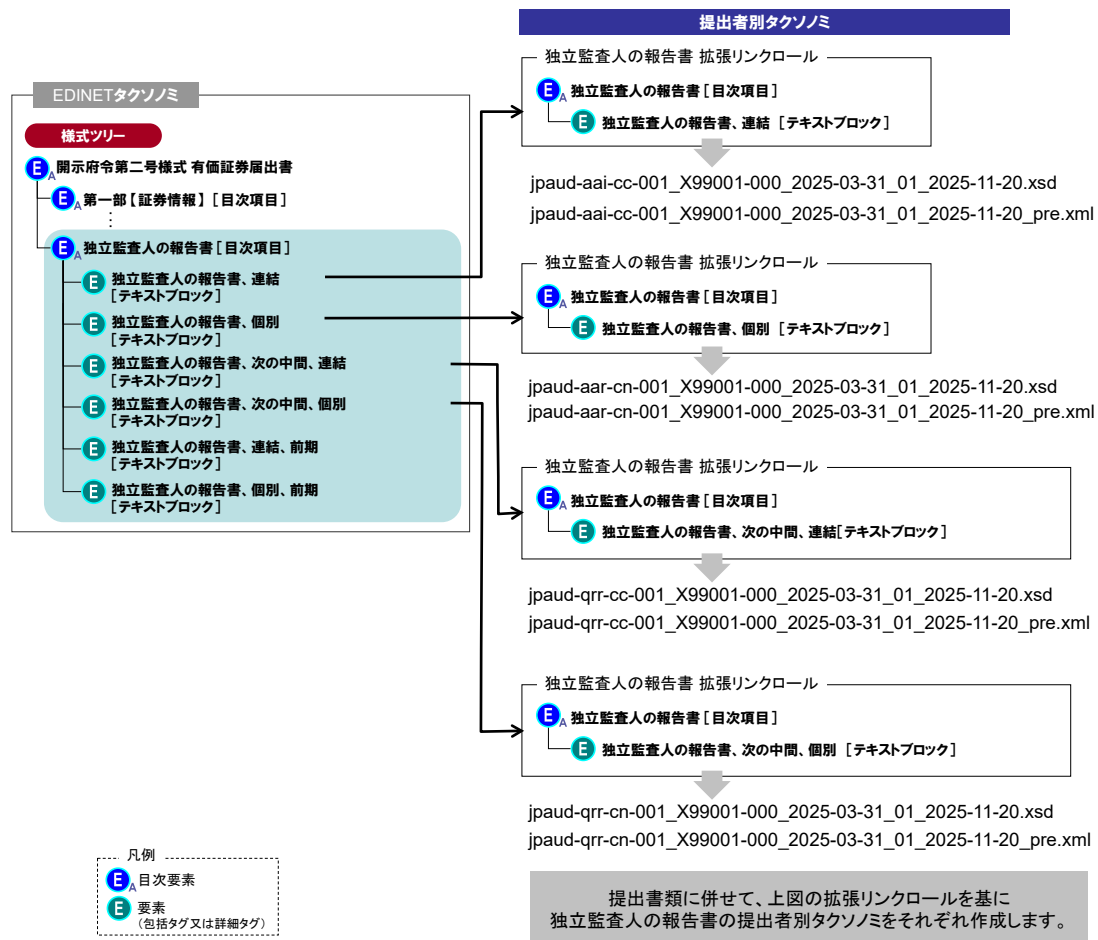 提出者別タクソノミ
EDINETタクソノミ
様式ツリー
E A 開示府令第二号様式 有価証券届出書
E A 第一部【証券情報】 [目次項目]
⋮
E A 独立監査人の報告書[目次項目]
E 独立監査人の報告書、連結
[テキストブロック]
E 独立監査人の報告書、個別
[テキストブロック]
E 独立監査人の報告書、次の中間、連結
[テキストブロック]
E 独立監査人の報告書、次の中間、個別
[テキストブロック]
E 独立監査人の報告書、連結、前期
[テキストブロック]
E 独立監査人の報告書、個別、前期
[テキストブロック]
独立監査人の報告書 拡張リンクロール
E A 独立監査人の報告書[目次項目]
E 独立監査人の報告書、連結 [テキストブロック]
jpaud-aai-cc-001_X99001-000_2025-03-31_01_2025-11-20.xsd
jpaud-aai-cc-001_X99001-000_2025-03-31_01_2025-11-20_pre.xml
独立監査人の報告書 拡張リンクロール
E A 独立監査人の報告書[目次項目]
E 独立監査人の報告書、個別 [テキストブロック]
jpaud-aar-cn-001_X99001-000_2025-03-31_01_2025-11-20.xsd
jpaud-aar-cn-001_X99001-000_2025-03-31_01_2025-11-20_pre.xml
独立監査人の報告書 拡張リンクロール
E A 独立監査人の報告書[目次項目]
E 独立監査人の報告書、次の中間、連結[テキストブロック]
jpaud-qrr-cc-001_X99001-000_2025-03-31_01_2025-11-20.xsd
jpaud-qrr-cc-001_X99001-000_2025-03-31_01_2025-11-20_pre.xml
独立監査人の報告書 拡張リンクロール
E A 独立監査人の報告書[目次項目]
E 独立監査人の報告書、次の中間、個別 [テキストブロック]
jpaud-qrr-cn-001_X99001-000_2025-03-31_01_2025-11-20.xsd
jpaud-qrr-cn-001_X99001-000_2025-03-31_01_2025-11-20_pre.xml
凡例
E A 目次要素
E 要素
(包括タグ又は詳細タグ)
提出書類に併せて、上図の拡張リンクロールを基に
独立監査人の報告書の提出者別タクソノミをそれぞれ作成します。